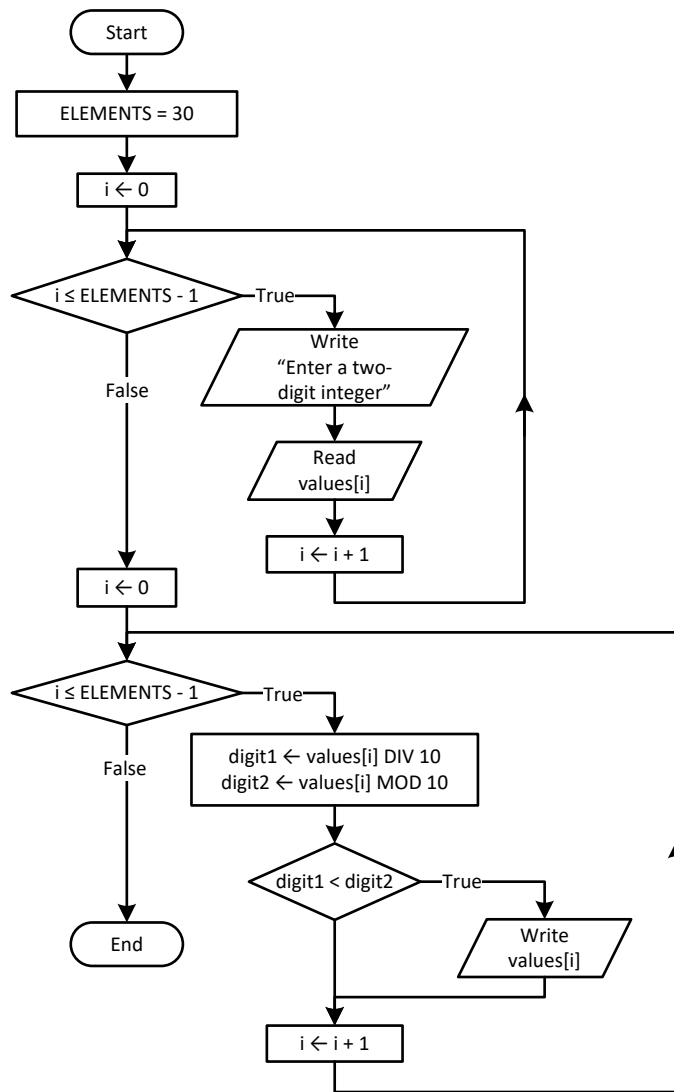 Start
ELEMENTS = 30
i ← 0
i ≤ ELEMENTS - 1
True
Write
“Enter a two-
digit integer”
False
Read
values[i]
i ← i + 1
i ← 0
i ≤ ELEMENTS - 1
True
digit1 ← values[i] DIV 10
digit2 ← values[i] MOD 10
False
digit1 < digit2
True
Write
values[i]
End
i ← i + 1